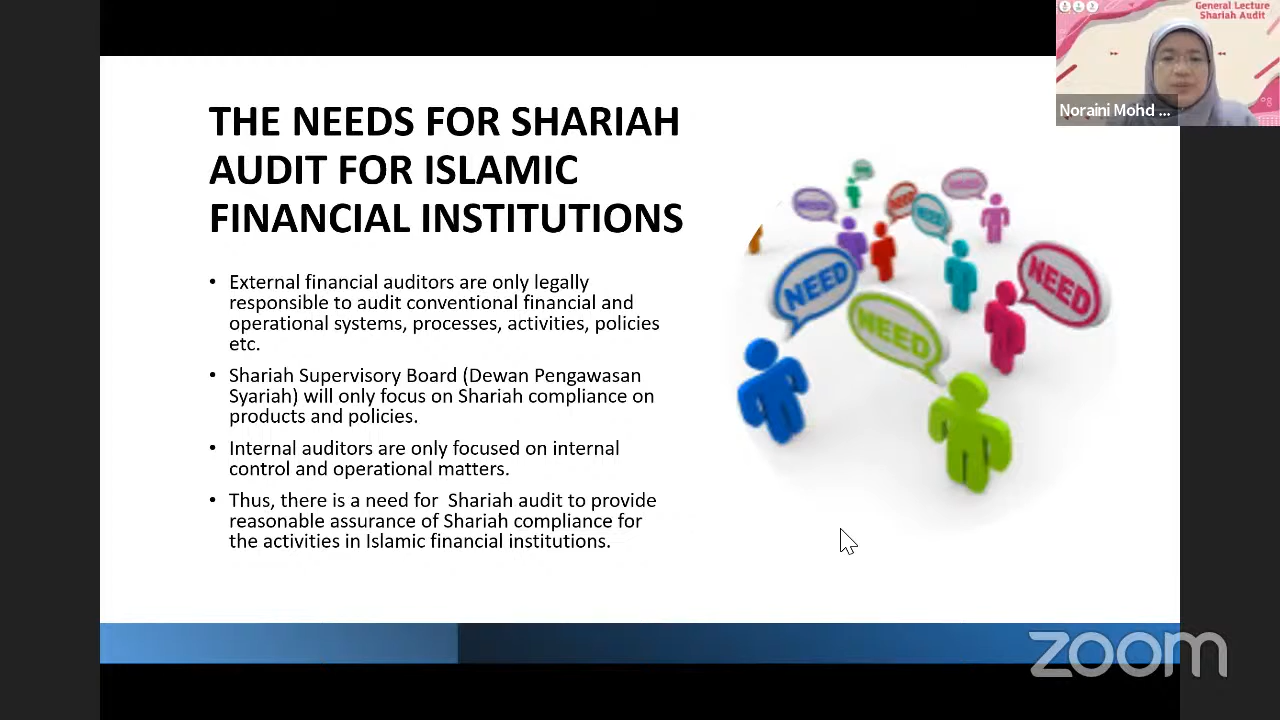 General Lecture
Shariah Audit
Noraini Mohd ...
THE NEEDS FOR SHARIAH
AUDIT FOR ISLAMIC
FINANCIAL INSTITUTIONS
• External financial auditors are only legally
responsible to audit conventional financial and
operational systems, processes, activities, policies
etc.
• Shariah Supervisory Board (Dewan Pengawasan
Syariah) will only focus on Shariah compliance on
products and policies.
• Internal auditors are only focused on internal
control and operational matters.
• Thus, there is a need for  Shariah audit to provide
reasonable assurance of Shariah compliance for
the activities in Islamic financial institutions.
NEED
NEED
NEED
NEED
NEED
zoom